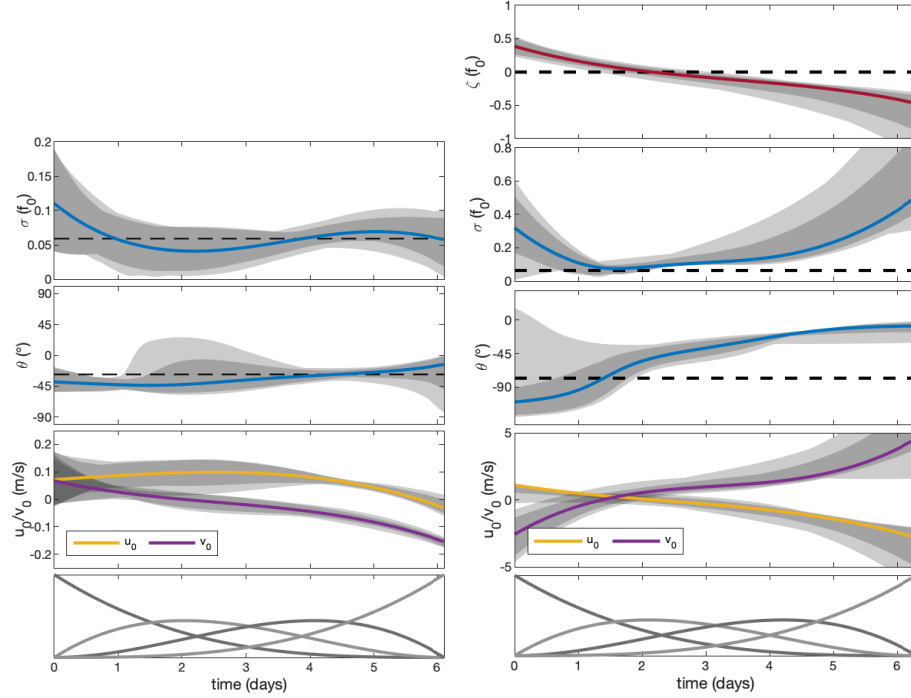 0.2
0.15
0.1
0.05
0
σ (f₀)
90
45
0
-45
-90
θ (°)
0.2
0.1
0
-0.1
-0.2
u₀/v₀ (m/s)
u₀ v₀
0 1 2 3 4 5 6
time (days)
1
0.5
0
-0.5
-1
ζ (f₀)
0.8
0.6
0.4
0.2
0
σ (f₀)
0
-45
-90
θ (°)
5
0
-5
u₀/v₀ (m/s)
u₀ v₀
0 1 2 3 4 5 6
time (days)